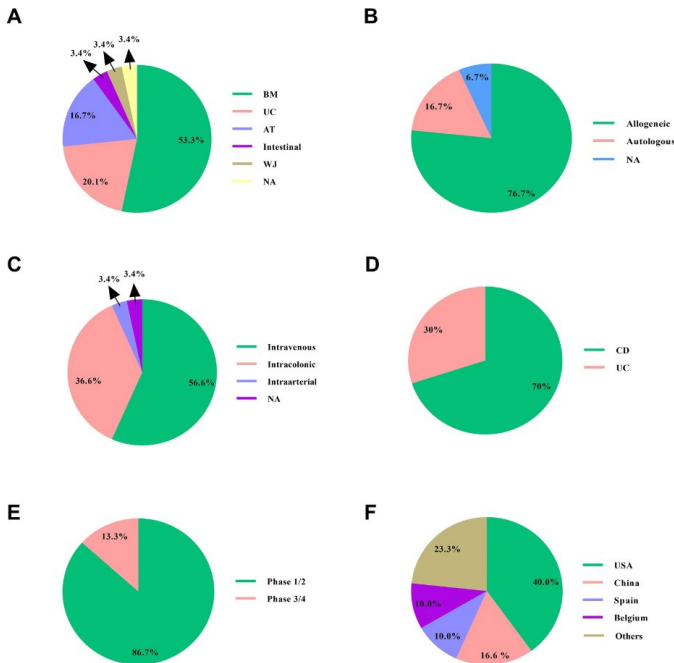 A
3.4%
3.4%
3.4%
16.7%
53.3%
20.1%
BM
UC
AT
Intestinal
WJ
NA
B
6.7%
16.7%
76.7%
Allogeneic
Autologous
NA
C
3.4%
3.4%
36.6%
56.6%
Intravenous
Intracolonic
Intraarterial
NA
D
30%
70%
CD
UC
E
13.3%
86.7%
Phase 1/2
Phase 3/4
F
23.3%
40.0%
10.0%
10.0%
16.6 %
USA
China
Spain
Belgium
Others